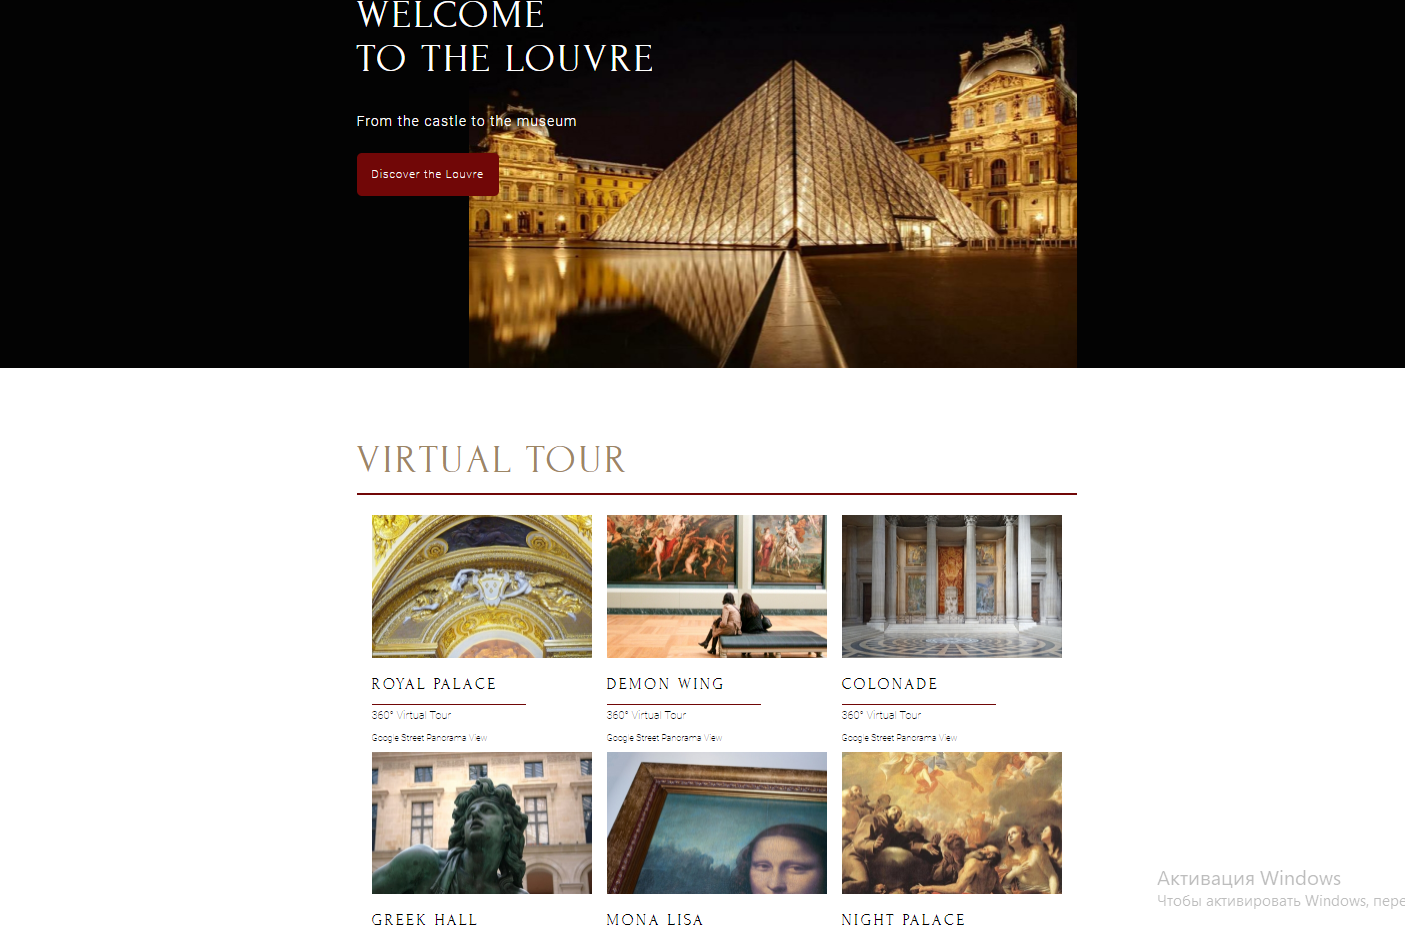 WELCOME
TO THE LOUVRE
From the castle to the museum
Discover the Louvre
VIRTUAL TOUR
ROYAL PALACE
360° Virtual Tour
Google Street Panorama View
DEMON WING
360° Virtual Tour
Google Street Panorama View
COLONADE
360° Virtual Tour
Google Street Panorama View
GREEK HALL
MONA LISA
NIGHT PALACE
Активация Windows
Чтобы активировать Windows, пере